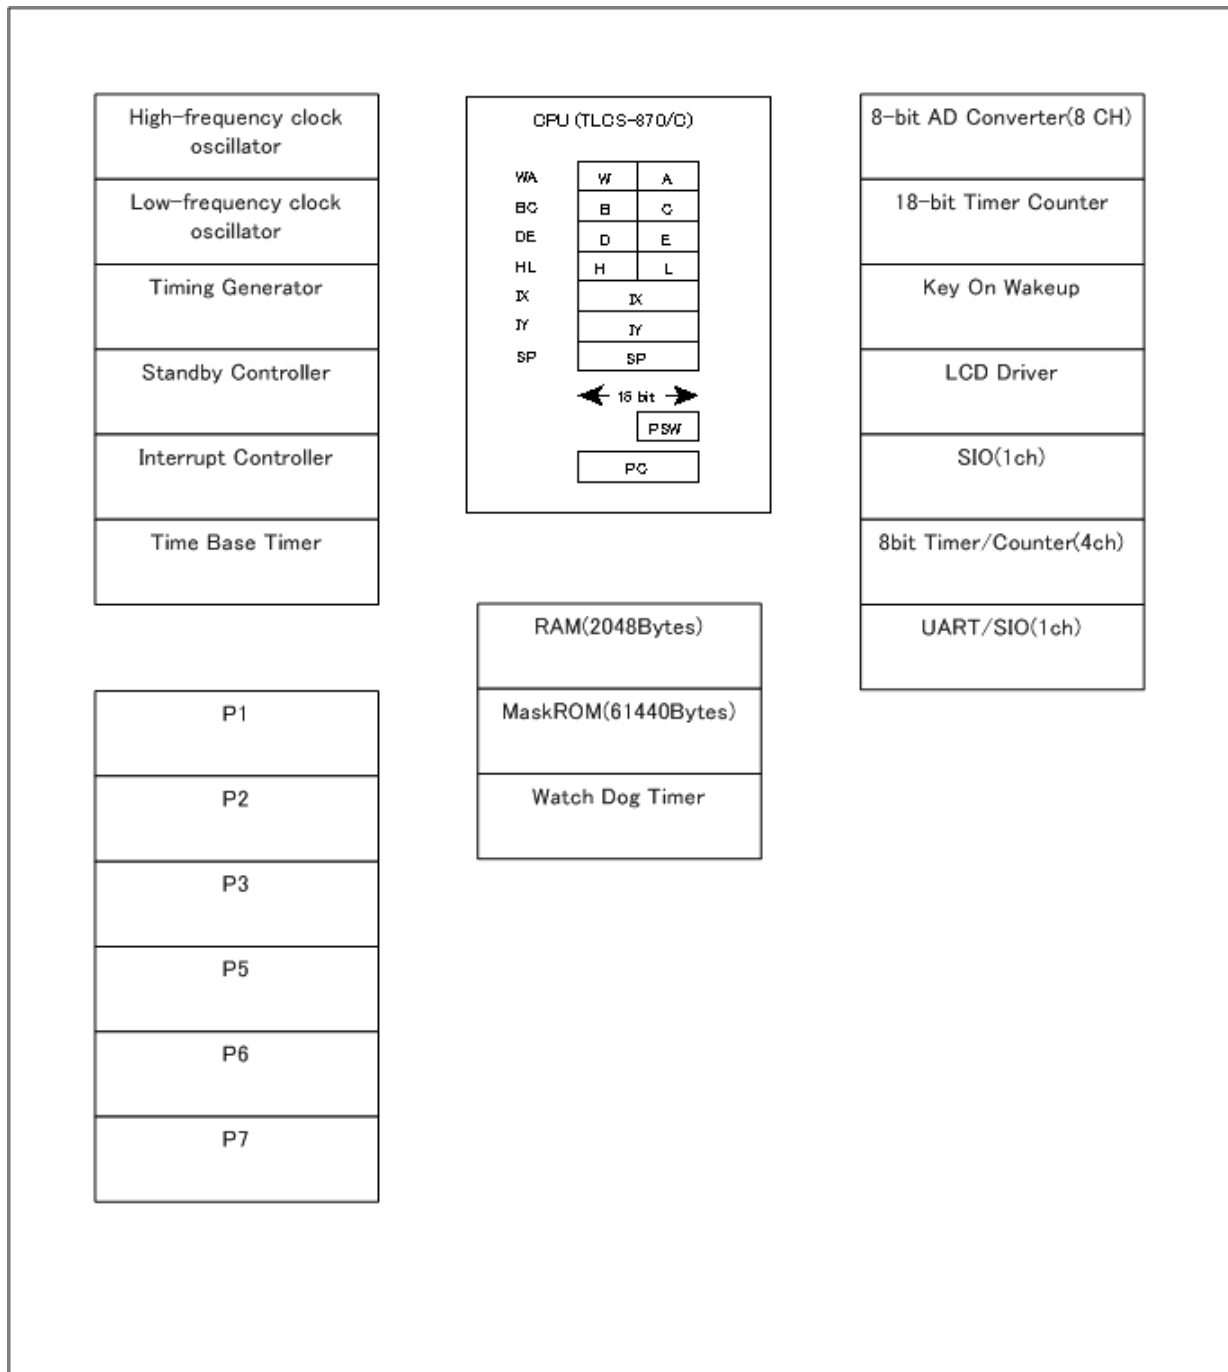 High-frequency clock
oscillator
Low-frequency clock
oscillator
Timing Generator
Standby Controller
Interrupt Controller
Time Base Timer
P1
P2
P3
P5
P6
P7
CPU (TLCS-870/C)
WA W A
BC B C
DE D E
HL H L
IX IX
IY IY
SP SP
16 bit
PSW
PC
RAM(2048Bytes)
MaskROM(61440Bytes)
Watch Dog Timer
8-bit AD Converter(8 CH)
18-bit Timer Counter
Key On Wakeup
LCD Driver
SIO(1ch)
8bit Timer/Counter(4ch)
UART/SIO(1ch)